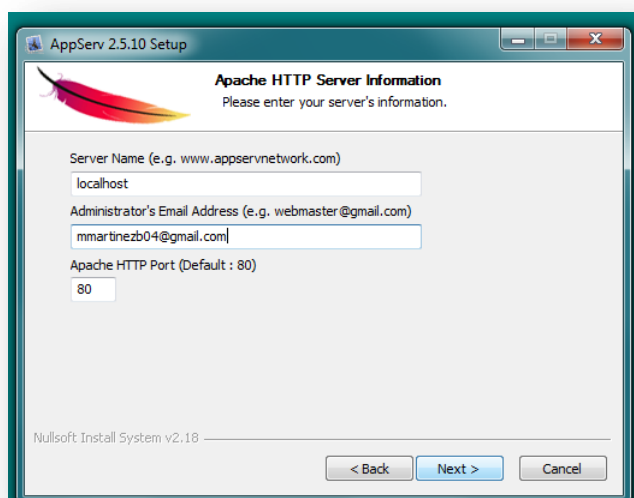 AppServ 2.5.10 Setup
Apache HTTP Server Information
Please enter your server's information.
Server Name (e.g. www.appservnetwork.com)
localhost
Administrator's Email Address (e.g. webmaster@gmail.com)
mmartinezb04@gmail.com
Apache HTTP Port (Default : 80)
80
Nullsoft Install System v2.18
< Back Next > Cancel